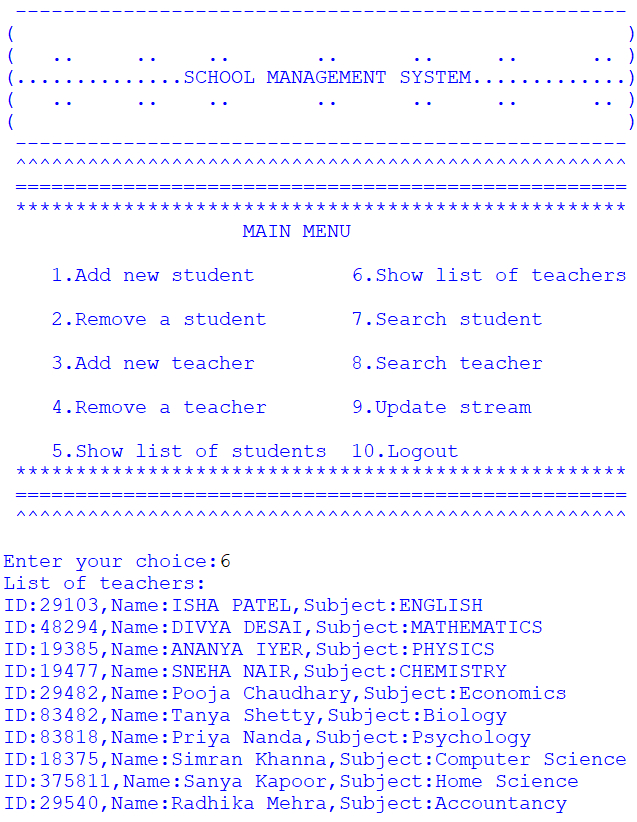 ---------------------------------------------------
(                                                   )
(   ..     ..    ..       ..      ..     ..      .. )
(..............SCHOOL MANAGEMENT SYSTEM.............)
(   ..     ..    ..       ..      ..     ..      .. )
(                                                   )
---------------------------------------------------
^^^^^^^^^^^^^^^^^^^^^^^^^^^^^^^^^^^^^^^^^^^^^^^^^^^
===================================================
***************************************************
MAIN MENU
1.Add new student        6.Show list of teachers
2.Remove a student       7.Search student
3.Add new teacher        8.Search teacher
4.Remove a teacher       9.Update stream
5.Show list of students  10.Logout
***************************************************
===================================================
^^^^^^^^^^^^^^^^^^^^^^^^^^^^^^^^^^^^^^^^^^^^^^^^^^^
Enter your choice:6
List of teachers:
ID:29103,Name:ISHA PATEL,Subject:ENGLISH
ID:48294,Name:DIVYA DESAI,Subject:MATHEMATICS
ID:19385,Name:ANANYA IYER,Subject:PHYSICS
ID:19477,Name:SNEHA NAIR,Subject:CHEMISTRY
ID:29482,Name:Pooja Chaudhary,Subject:Economics
ID:83482,Name:Tanya Shetty,Subject:Biology
ID:83818,Name:Priya Nanda,Subject:Psychology
ID:18375,Name:Simran Khanna,Subject:Computer Science
ID:375811,Name:Sanya Kapoor,Subject:Home Science
ID:29540,Name:Radhika Mehra,Subject:Accountancy